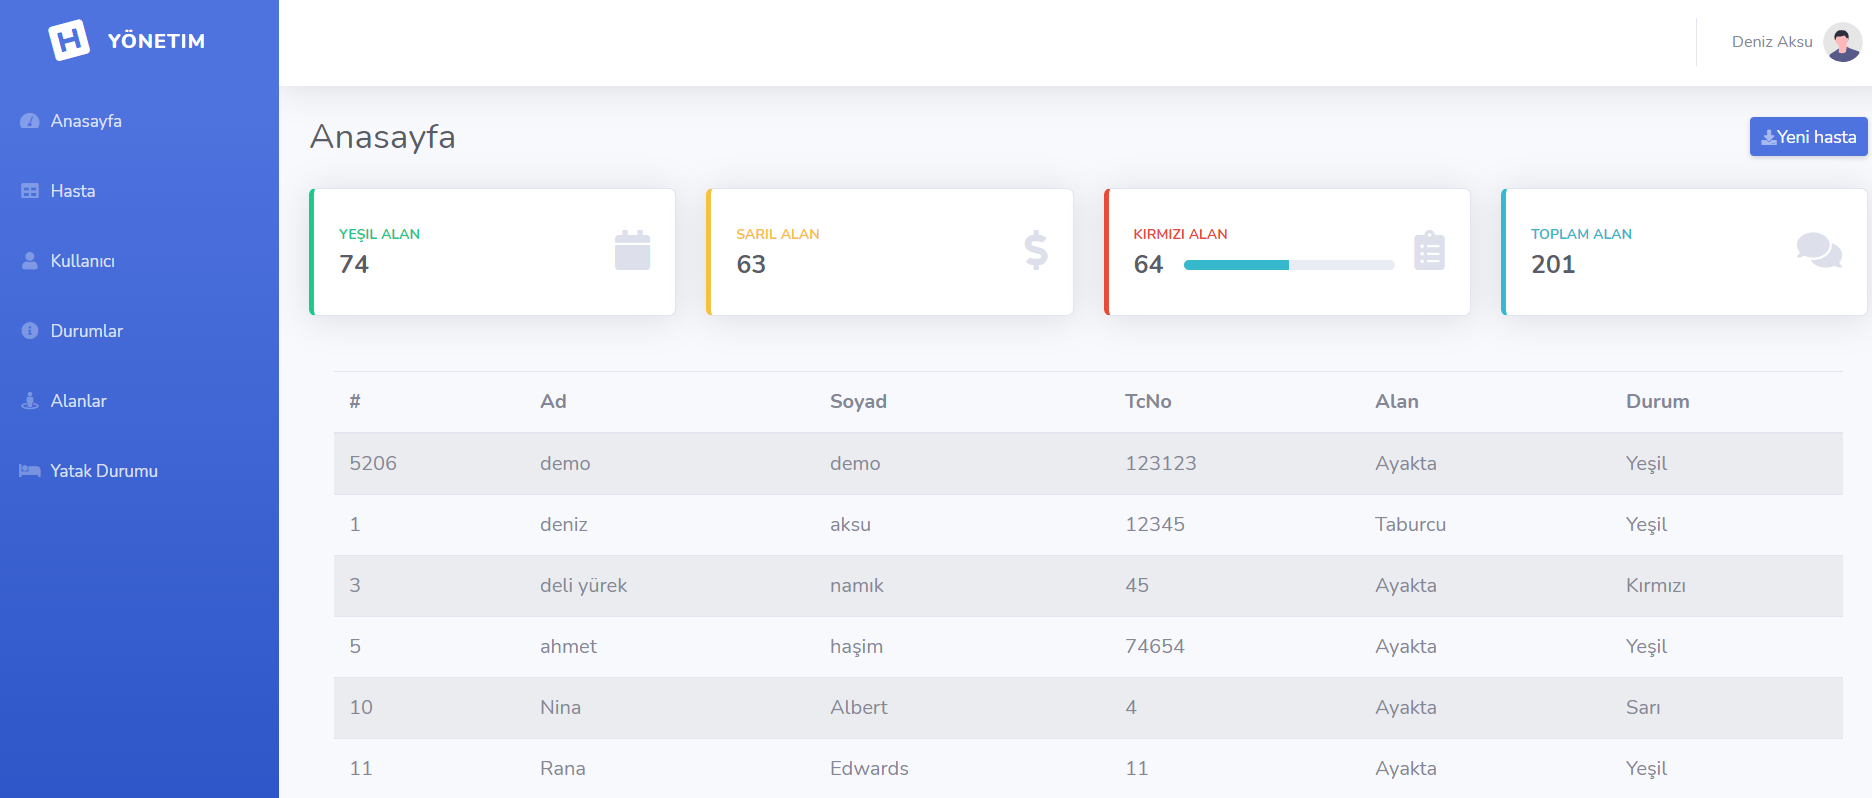 H YÖNETIM
Deniz Aksu
Anasayfa
Hasta
Kullanıcı
Durumlar
Alanlar
Yatak Durumu
Anasayfa
Yeni hasta
YEŞIL ALAN
74
SARIL ALAN
63
KIRMIZI ALAN
64
TOPLAM ALAN
201
# Ad Soyad TcNo Alan Durum
5206 demo demo 123123 Ayakta Yeşil
1 deniz aksu 12345 Taburcu Yeşil
3 deli yürek namık 45 Ayakta Kırmızı
5 ahmet haşim 74654 Ayakta Yeşil
10 Nina Albert 4 Ayakta Sarı
11 Rana Edwards 11 Ayakta Yeşil